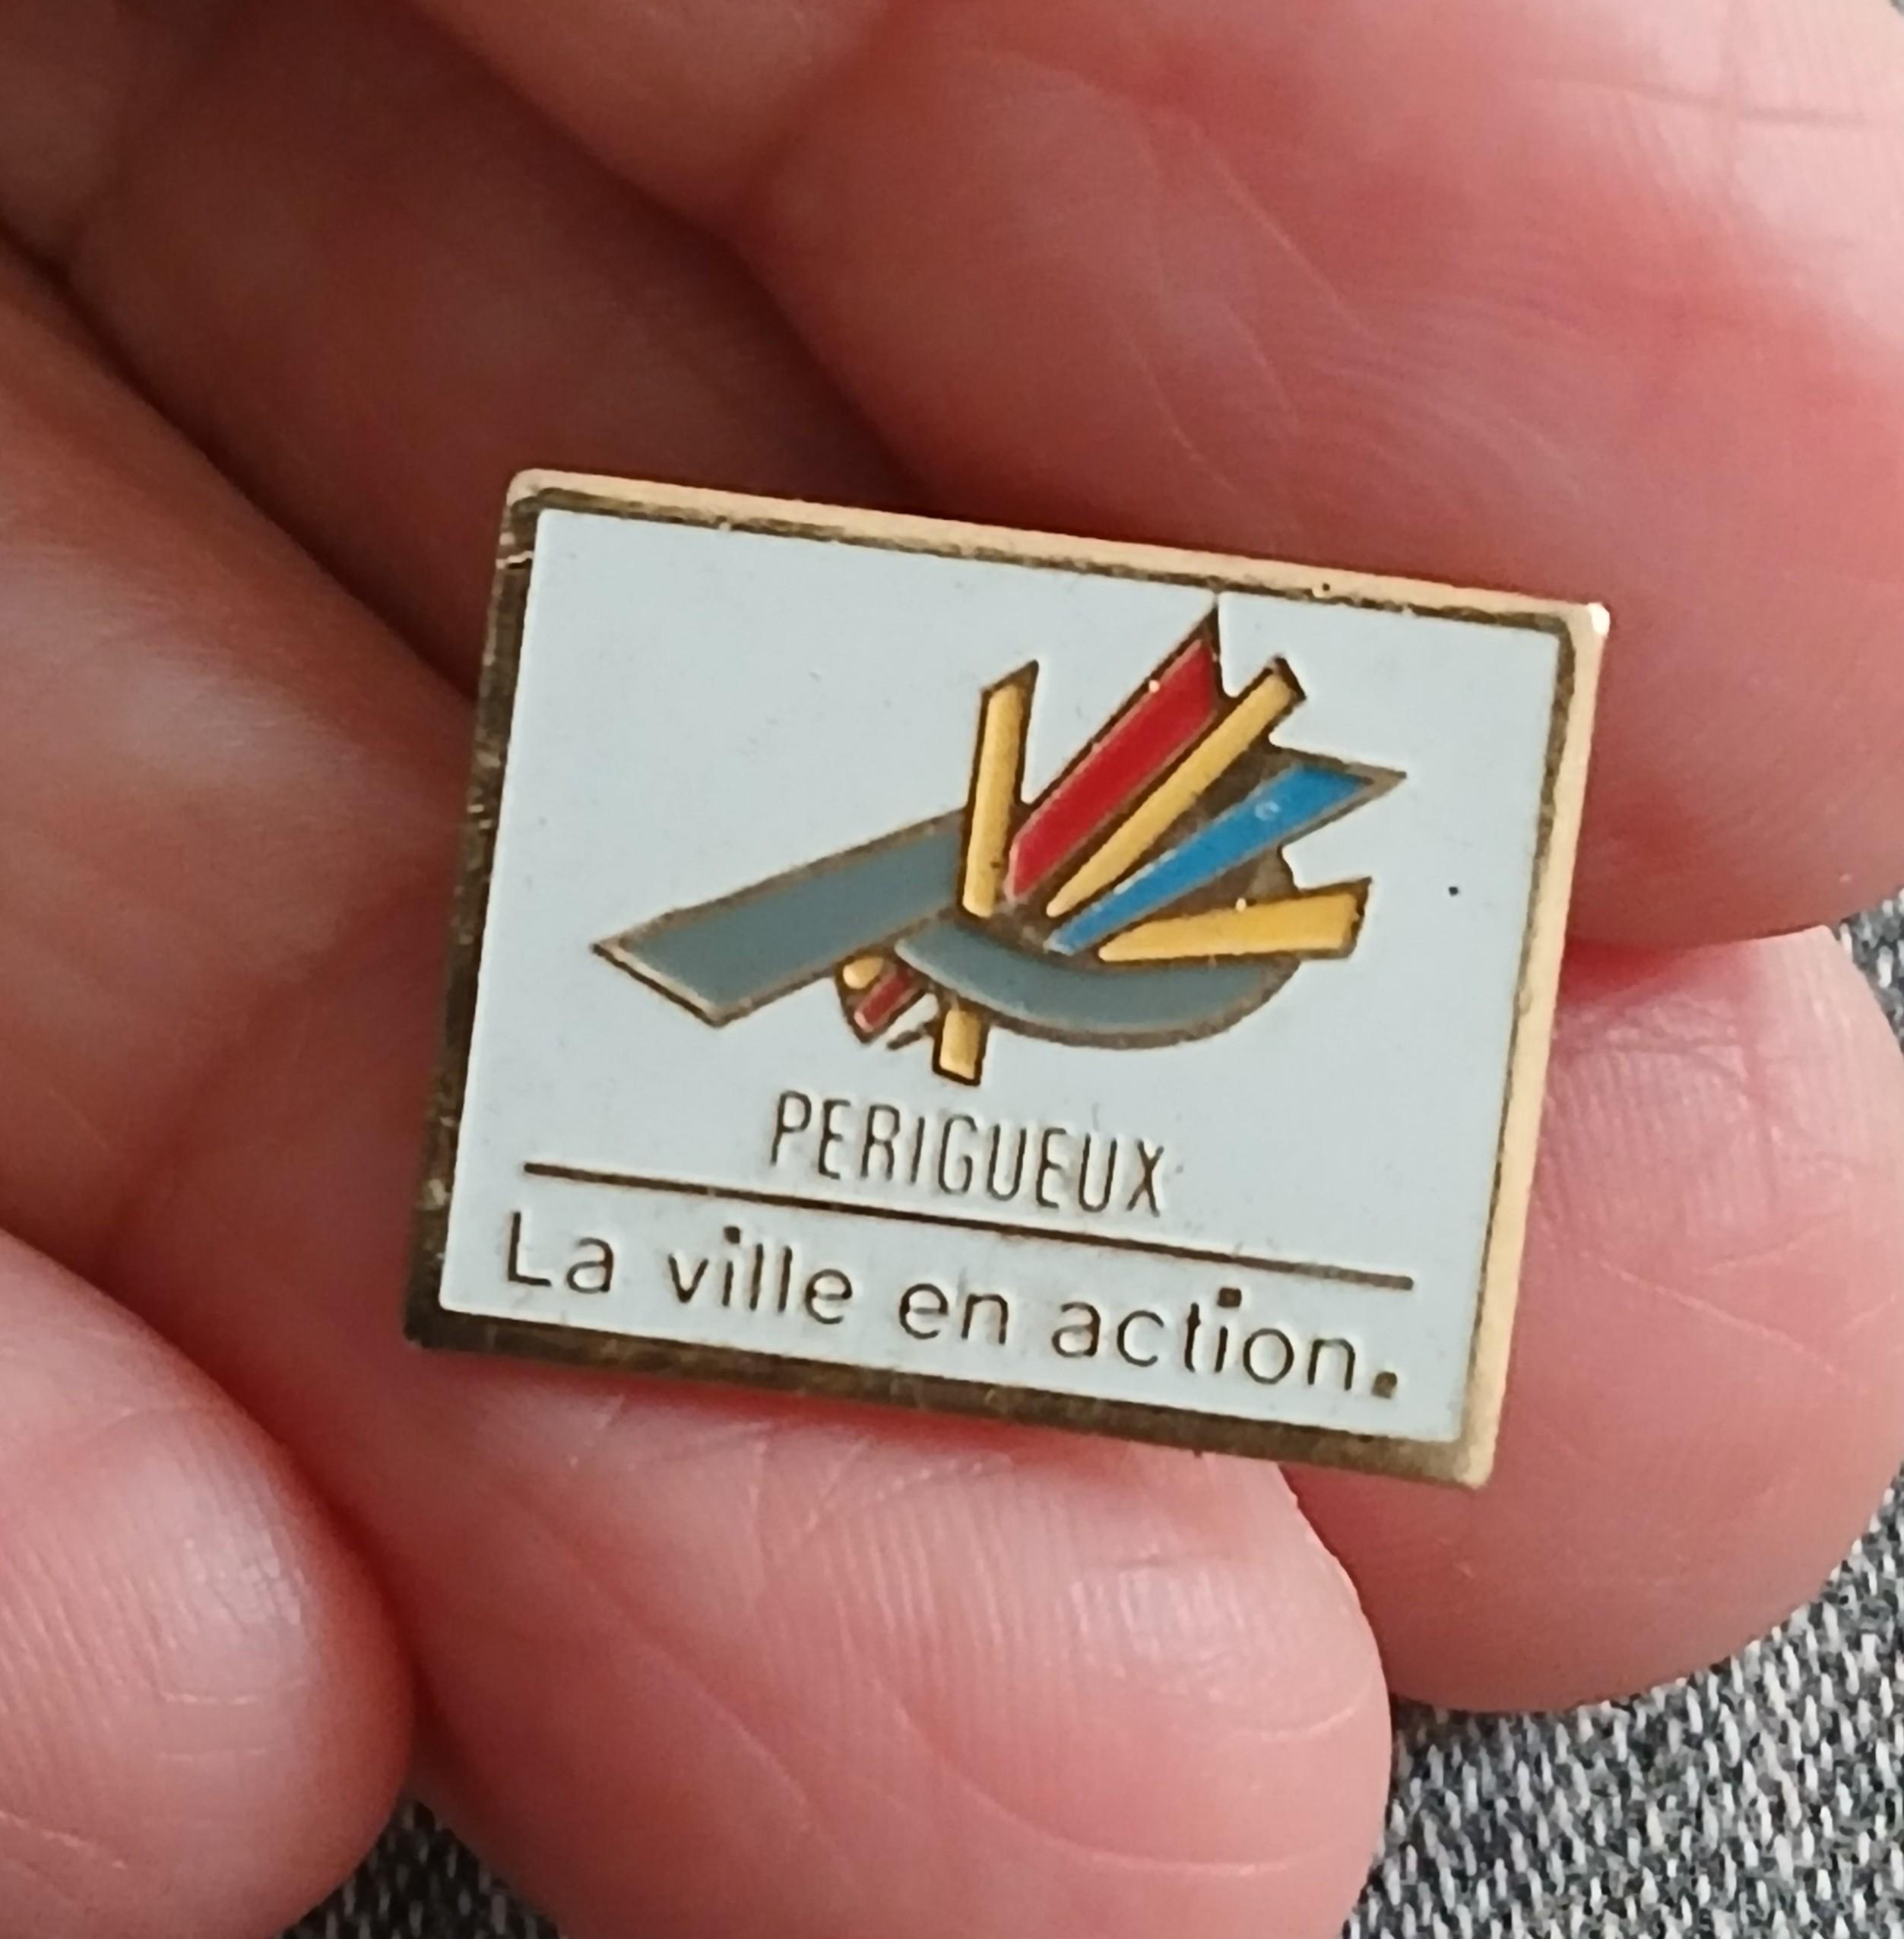 PERIGUEUX
La ville en action.